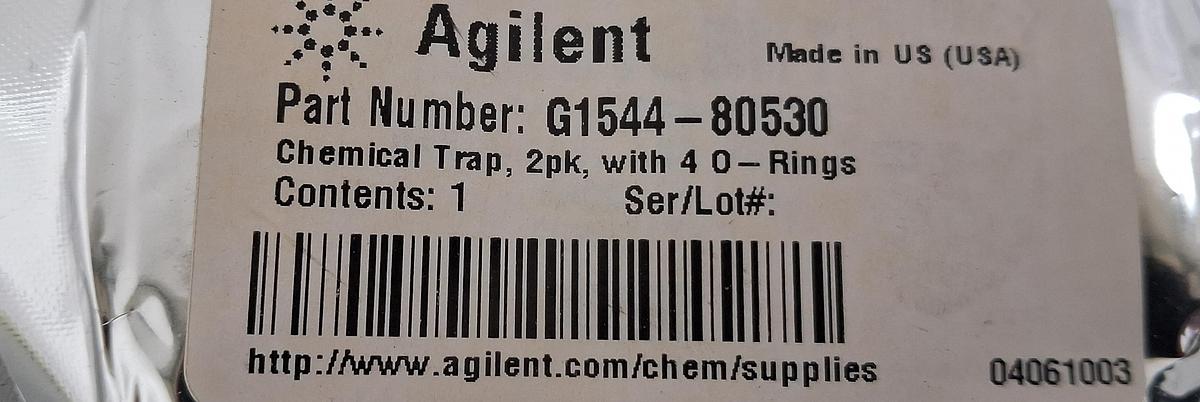 Agilent Made in US (USA)
Part Number: G1544-80530
Chemical Trap, 2pk, with 4 O-Rings
Contents: 1 Ser/Lot#:
http://www.agilent.com/chem/supplies 04061003